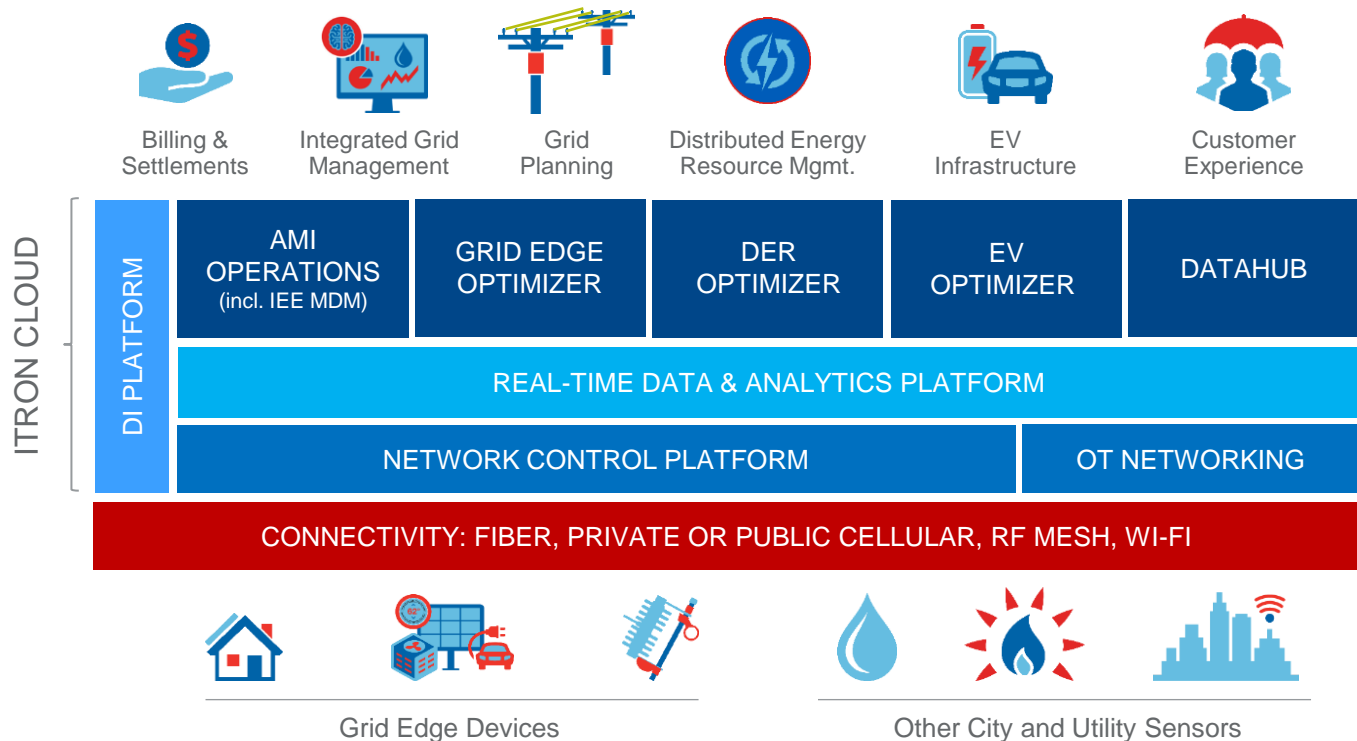 Billing &
Settlements
Integrated Grid
Management
Grid
Planning
Distributed Energy
Resource Mgmt.
EV
Infrastructure
Customer
Experience
ITRON CLOUD
DI PLATFORM
AMI
OPERATIONS
(incl. IEE MDM)
GRID EDGE
OPTIMIZER
DER
OPTIMIZER
EV
OPTIMIZER
DATAHUB
REAL-TIME DATA & ANALYTICS PLATFORM
NETWORK CONTROL PLATFORM
OT NETWORKING
CONNECTIVITY: FIBER, PRIVATE OR PUBLIC CELLULAR, RF MESH, WI-FI
62°
Grid Edge Devices
Other City and Utility Sensors